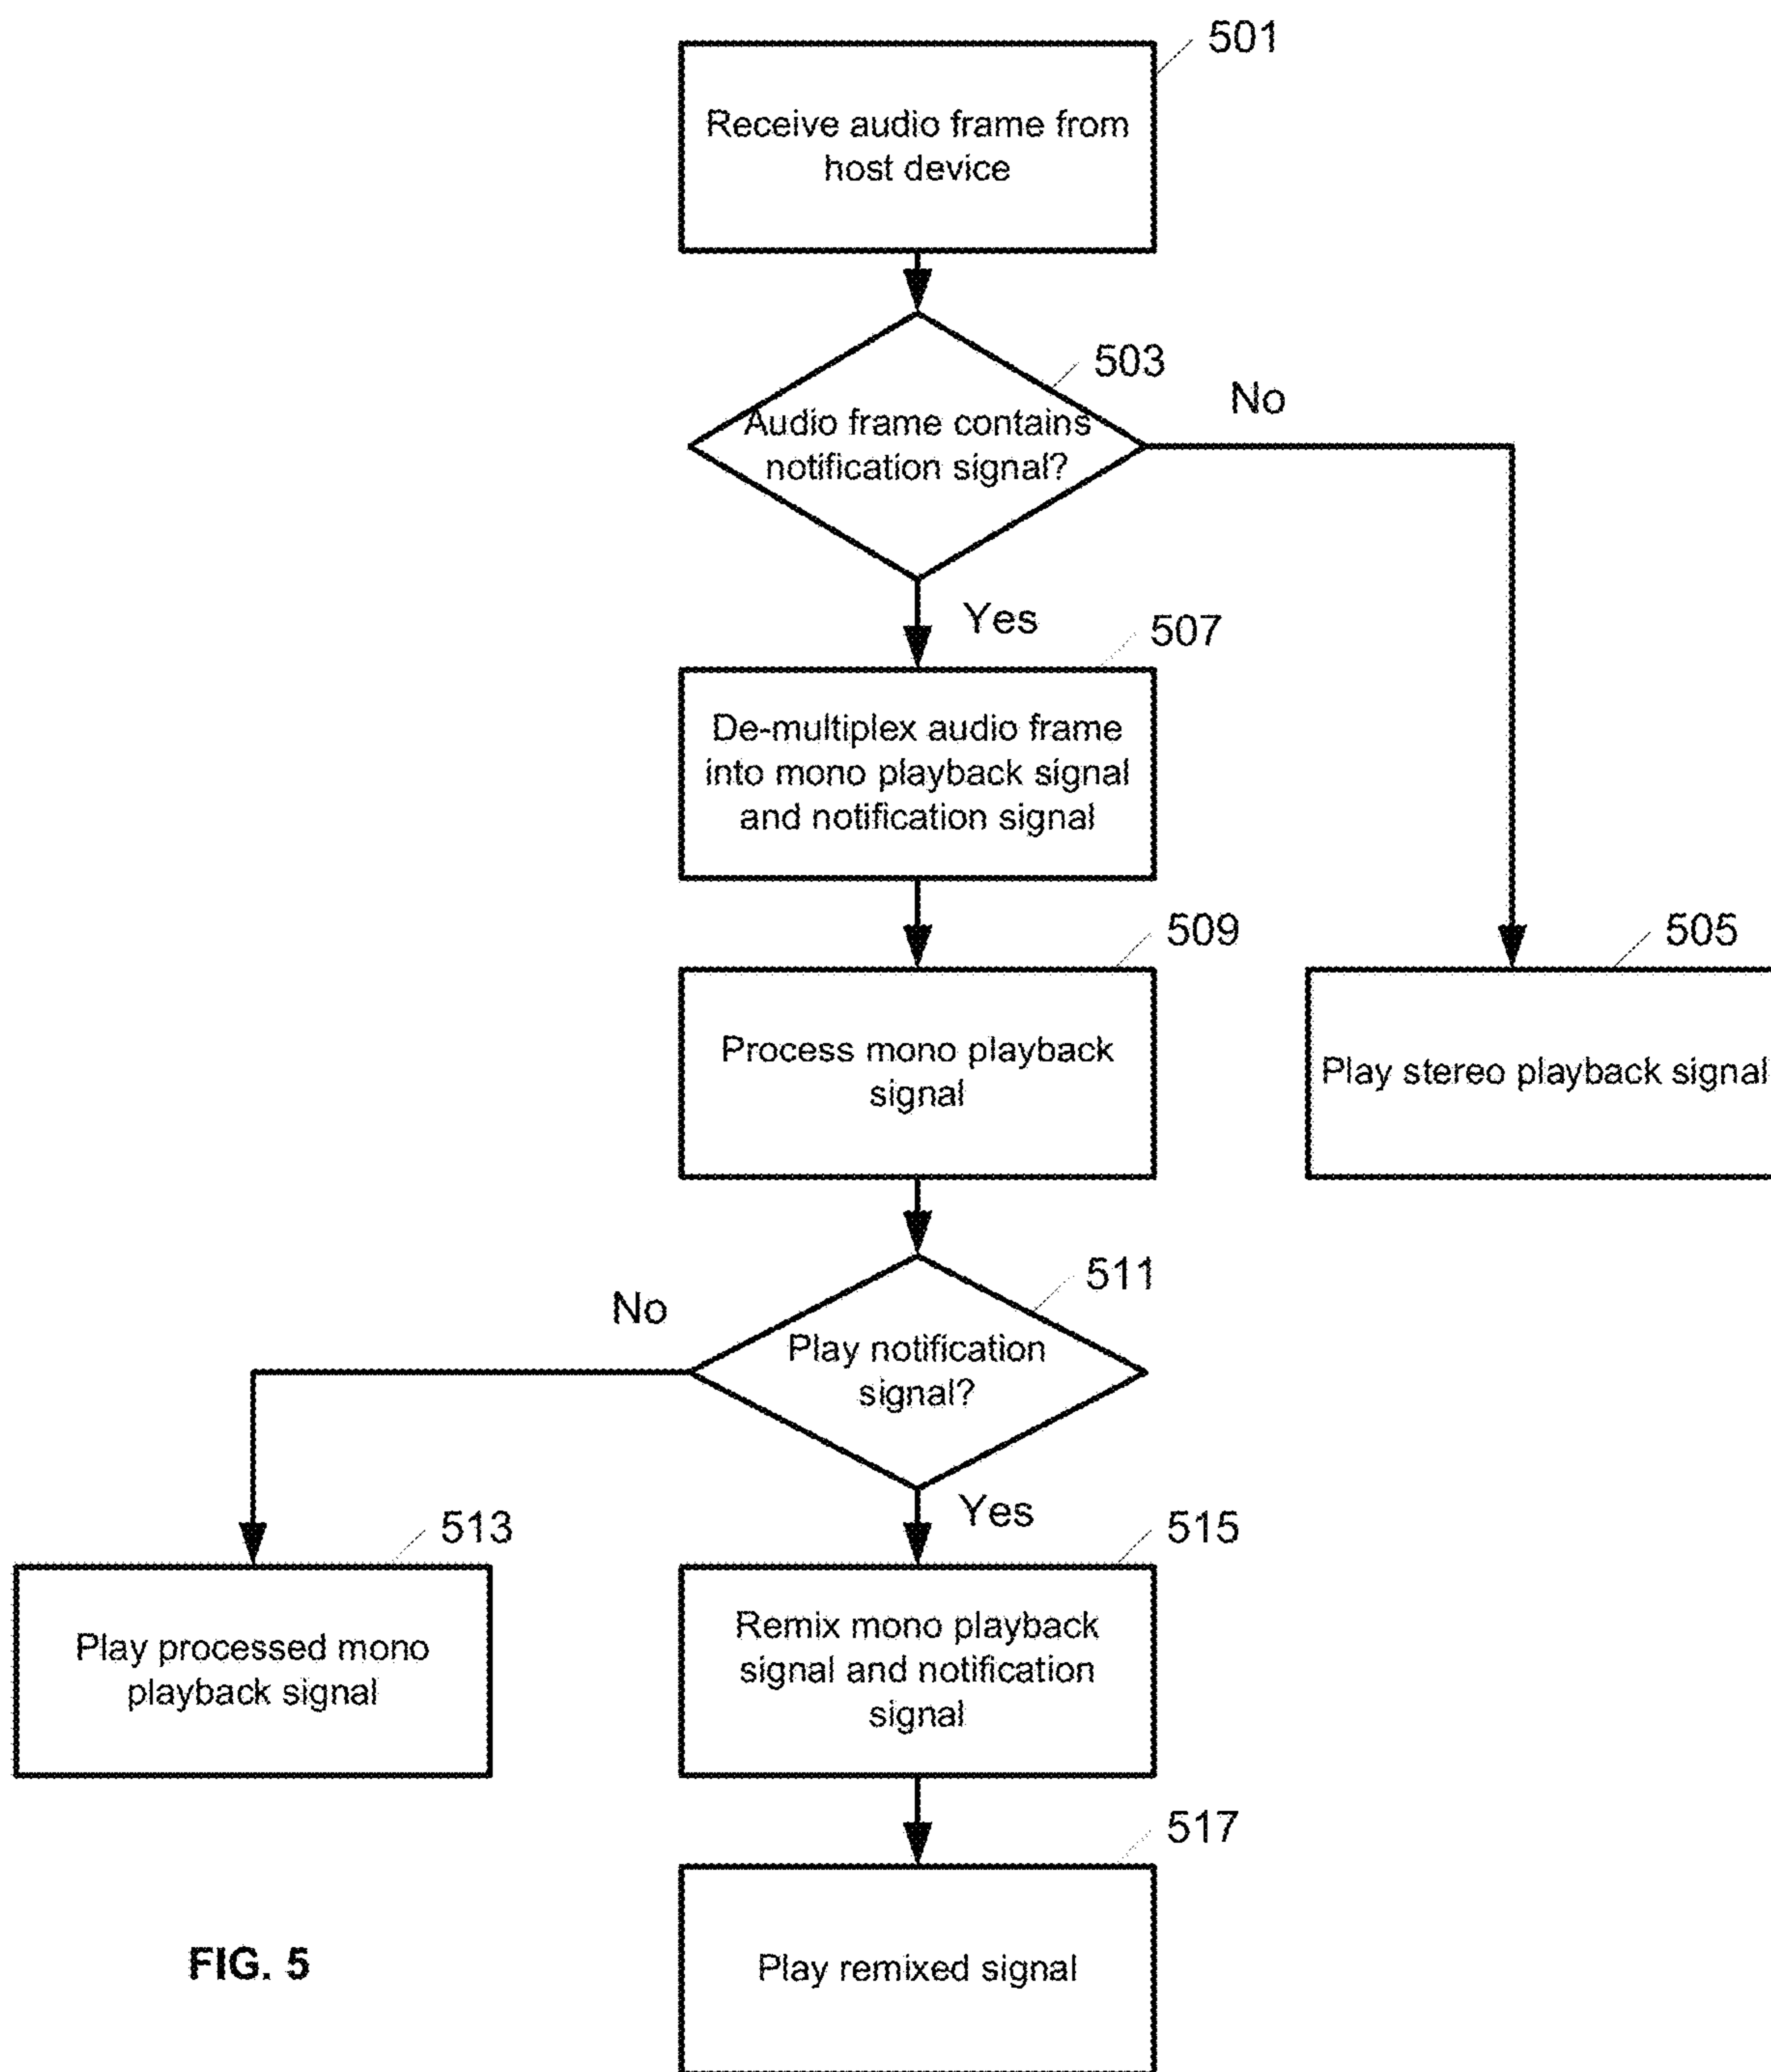 501
Receive audio frame from
host device
503
No
Audio frame contains
notification signal?
Yes
507
De-multiplex audio frame
into mono playback signal
and notification signal
509
505
Process mono playback
signal
Play stereo playback signal
511
No
Play notification
signal?
Yes
513
515
Play processed mono
playback signal
Remix mono playback
signal and notification
signal
517
Play remixed signal
FIG. 5